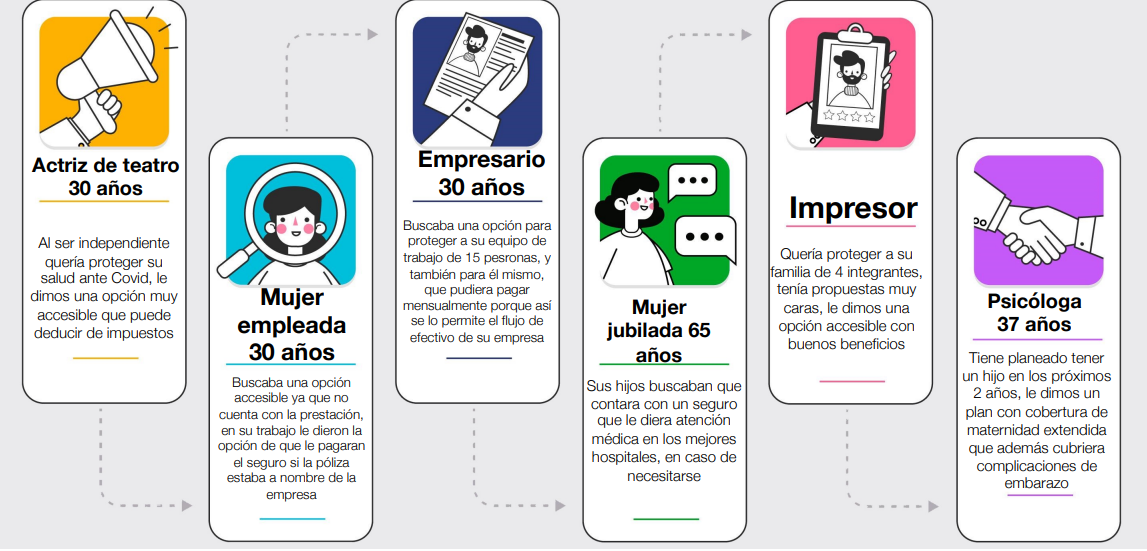 Actriz de teatro
30 años
Al ser independiente
quería proteger su
salud ante Covid, le
dimos una opción muy
accesible que puede
deducir de impuestos
Mujer
empleada
30 años
Buscaba una opción
accesible ya que no
cuenta con la prestación,
en su trabajo le dieron la
opción de que le pagaran
el seguro si la póliza
estaba a nombre de la
empresa
Empresario
30 años
Buscaba una opción para
proteger a su equipo de
trabajo de 15 pesronas, y
también para él mismo,
que pudiera pagar
mensualmente porque así
se lo permite el flujo de
efectivo de su empresa
Mujer
jubilada 65
años
Sus hijos buscaban que
contara con un seguro
que le diera atención
médica en los mejores
hospitales, en caso de
necesitarse
Impresor
Quería proteger a su
familia de 4 integrantes,
tenía propuestas muy
caras, le dimos una
opción accesible con
buenos beneficios
Psicóloga
37 años
Tiene planeado tener
un hijo en los próximos
2 años, le dimos un
plan con cobertura de
maternidad extendida
que además cubriera
complicaciones de
embarazo